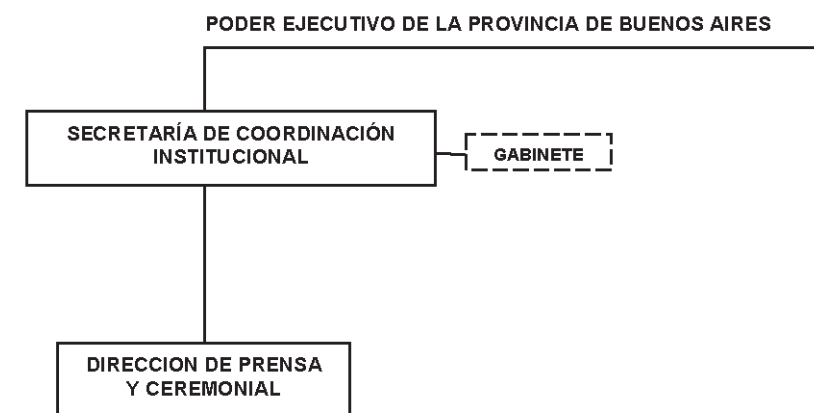 PODER EJECUTIVO DE LA PROVINCIA DE BUENOS AIRES
SECRETARÍA DE COORDINACIÓN
INSTITUCIONAL
GABINETE
DIRECCION DE PRENSA
Y CEREMONIAL